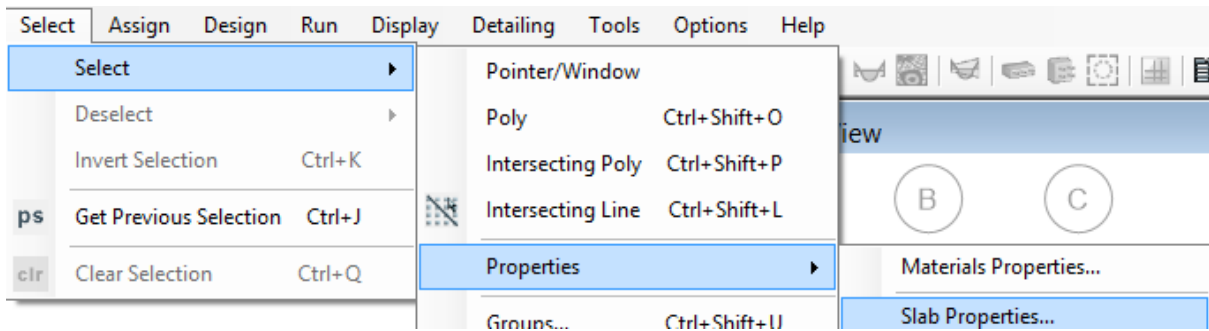 Select Assign Design Run Display Detailing Tools Options Help
Select
Deselect
Invert Selection Ctrl+K
ps Get Previous Selection Ctrl+J
clr Clear Selection Ctrl+Q
Pointer/Window
Poly Ctrl+Shift+O
Intersecting Poly Ctrl+Shift+P
Intersecting Line Ctrl+Shift+L
Properties
Groups... Ctrl+Shift+U
iew
B C
Materials Properties...
Slab Properties...